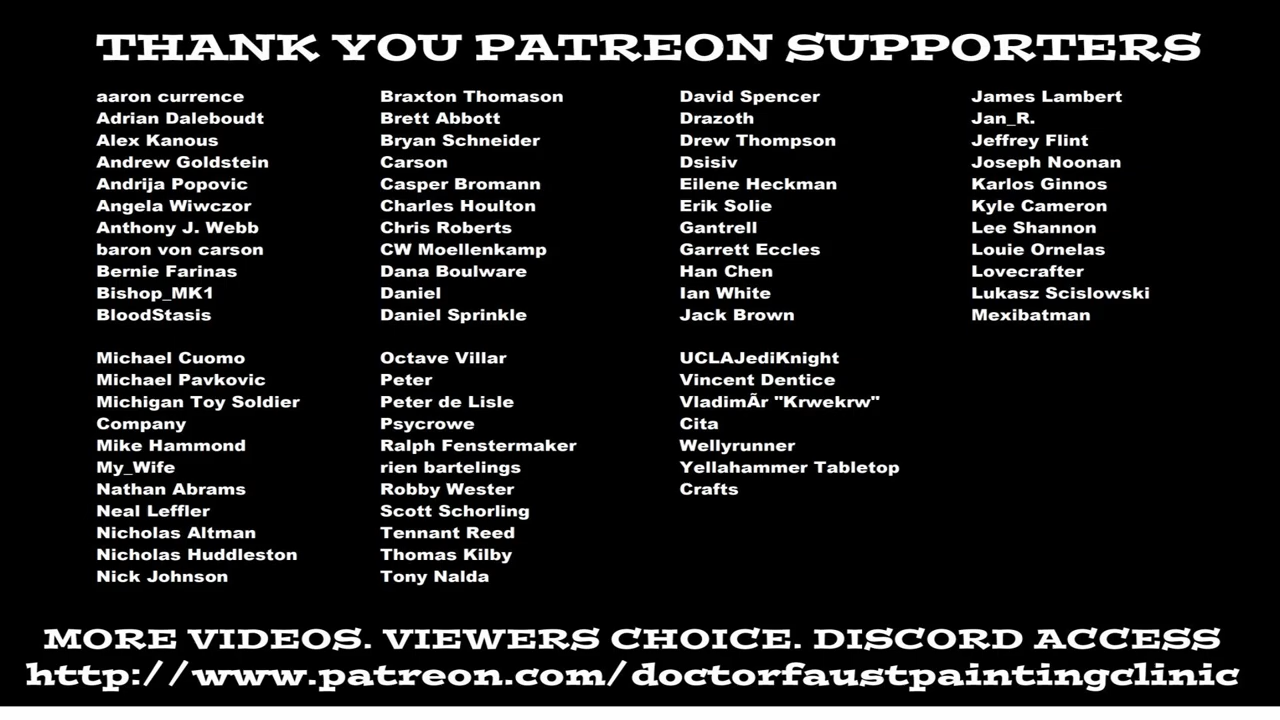 THANK YOU PATREON SUPPORTERS
aaron currence
Adrian Daleboudt
Alex Kanous
Andrew Goldstein
Andrija Popovic
Angela Wiwczor
Anthony J. Webb
baron von carson
Bernie Farinas
Bishop_MK1
BloodStasis
Braxton Thomason
Brett Abbott
Bryan Schneider
Carson
Casper Bromann
Charles Houlton
Chris Roberts
CW Moellenkamp
Dana Boulware
Daniel
Daniel Sprinkle
David Spencer
Drazoth
Drew Thompson
Dsisiv
Eilene Heckman
Erik Solie
Gantrell
Garrett Eccles
Han Chen
Ian White
Jack Brown
James Lambert
Jan_R.
Jeffrey Flint
Joseph Noonan
Karlos Ginnos
Kyle Cameron
Lee Shannon
Louie Ornelas
Lovecrafter
Lukasz Scislowski
Mexibatman
Michael Cuomo
Michael Pavkovic
Michigan Toy Soldier
Company
Mike Hammond
My_Wife
Nathan Abrams
Neal Leffler
Nicholas Altman
Nicholas Huddleston
Nick Johnson
Octave Villar
Peter
Peter de Lisle
Psycrowe
Ralph Fenstermaker
rien bartelings
Robby Wester
Scott Schorling
Tennant Reed
Thomas Kilby
Tony Nalda
UCLAJediKnight
Vincent Dentice
VladimÃr "Krwekrw"
Cita
Wellyrunner
Yellahammer Tabletop
Crafts
MORE VIDEOS. VIEWERS CHOICE. DISCORD ACCESS
http://www.patreon.com/doctorfaustpaintingclinic